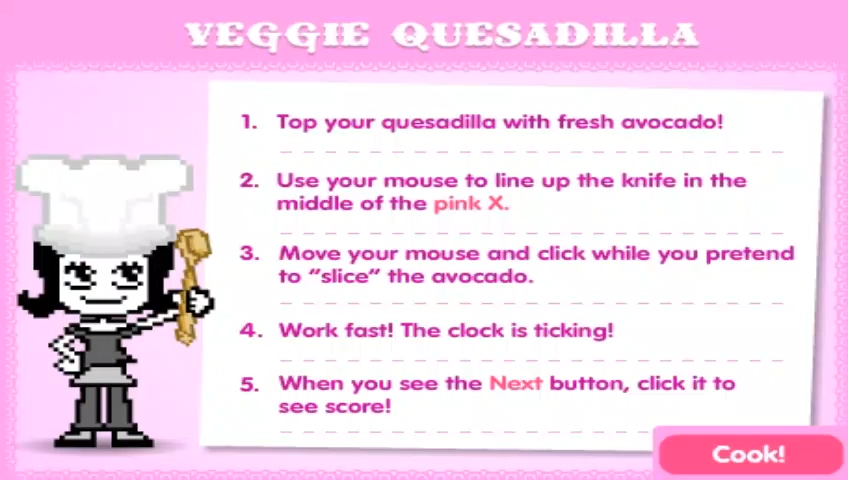 VEGGIE QUESADILLA
1. Top your quesadilla with fresh avocado!
2. Use your mouse to line up the knife in the
middle of the pink X.
3. Move your mouse and click while you pretend
to “slice” the avocado.
4. Work fast! The clock is ticking!
5. When you see the Next button, click it to
see score!
Cook!